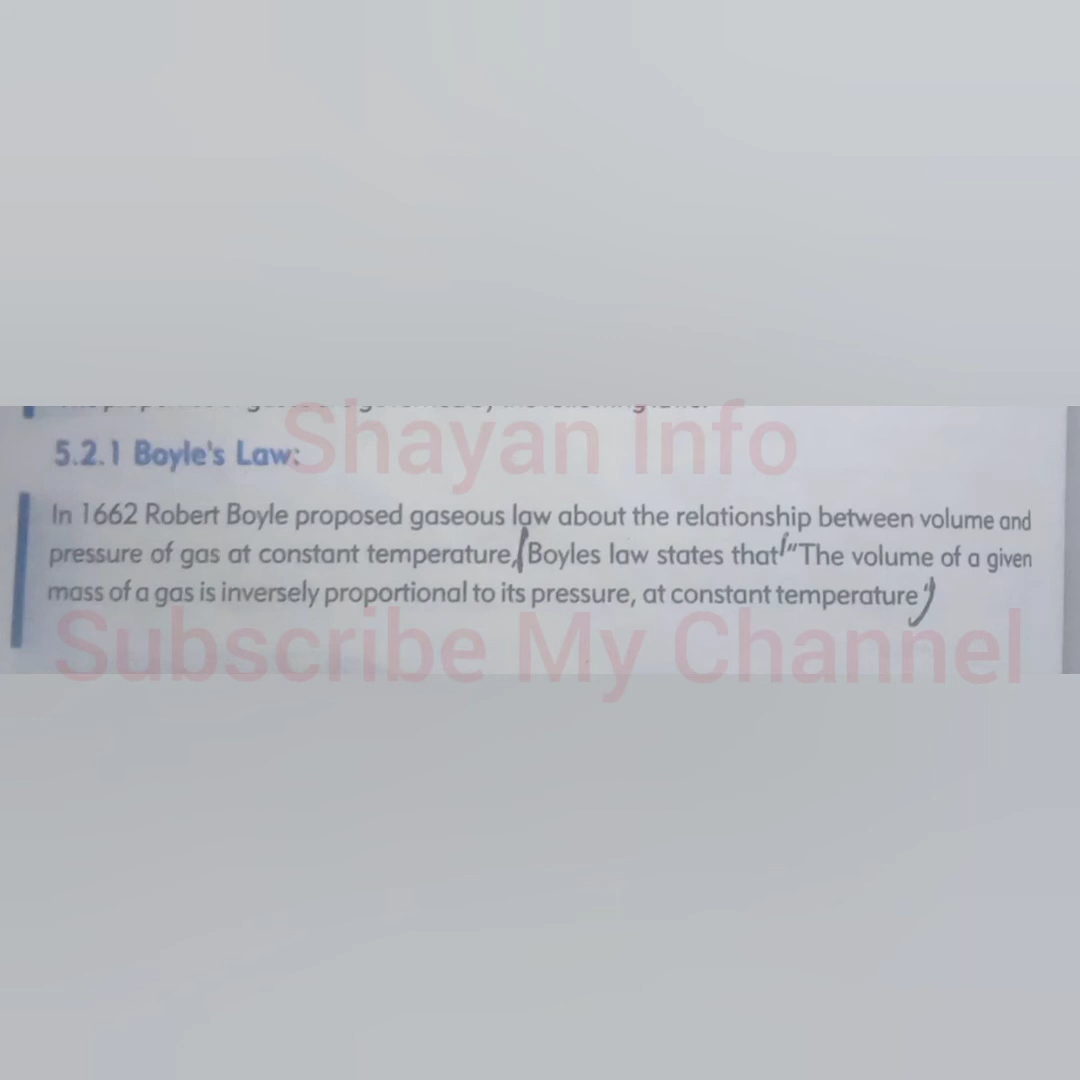 Shayan Info
5.2.1 Boyle's Law:
In 1662 Robert Boyle proposed gaseous law about the relationship between volume and
pressure of gas at constant temperature, Boyles law states that "The volume of a given
mass of a gas is inversely proportional to its pressure, at constant temperature"
Subscribe My Channel